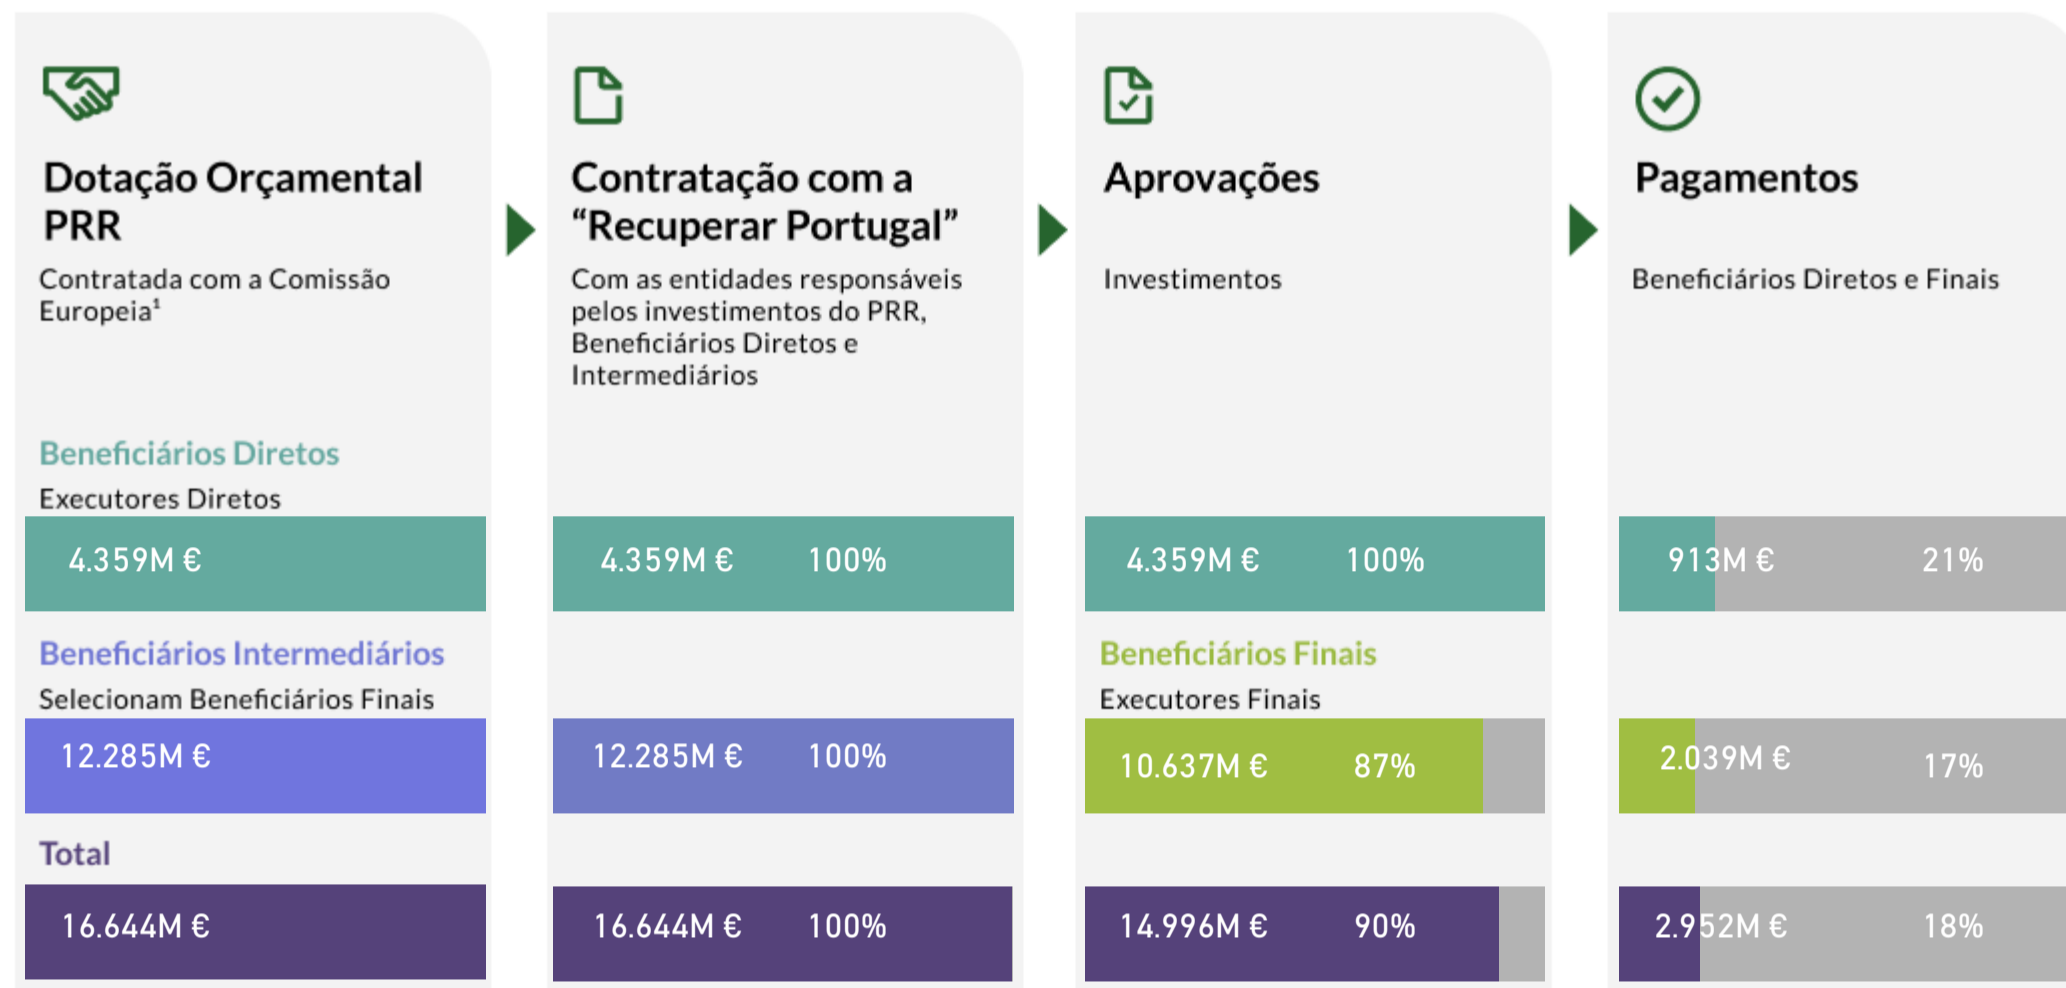 Dotação Orçamental
PRR
Contratada com a Comissão
Europeia¹
Beneficiários Diretos
Executores Diretos
4.359M €
Beneficiários Intermediários
Selecionam Beneficiários Finais
12.285M €
Total
16.644M €
Contratação com a
“Recuperar Portugal”
Com as entidades responsáveis
pelos investimentos do PRR,
Beneficiários Diretos e
Intermediários
4.359M € 100%
12.285M € 100%
16.644M € 100%
Aprovações
Investimentos
4.359M € 100%
Beneficiários Finais
Executores Finais
10.637M € 87%
14.996M € 90%
Pagamentos
Beneficiários Diretos e Finais
913M € 21%
2.039M € 17%
2.952M € 18%